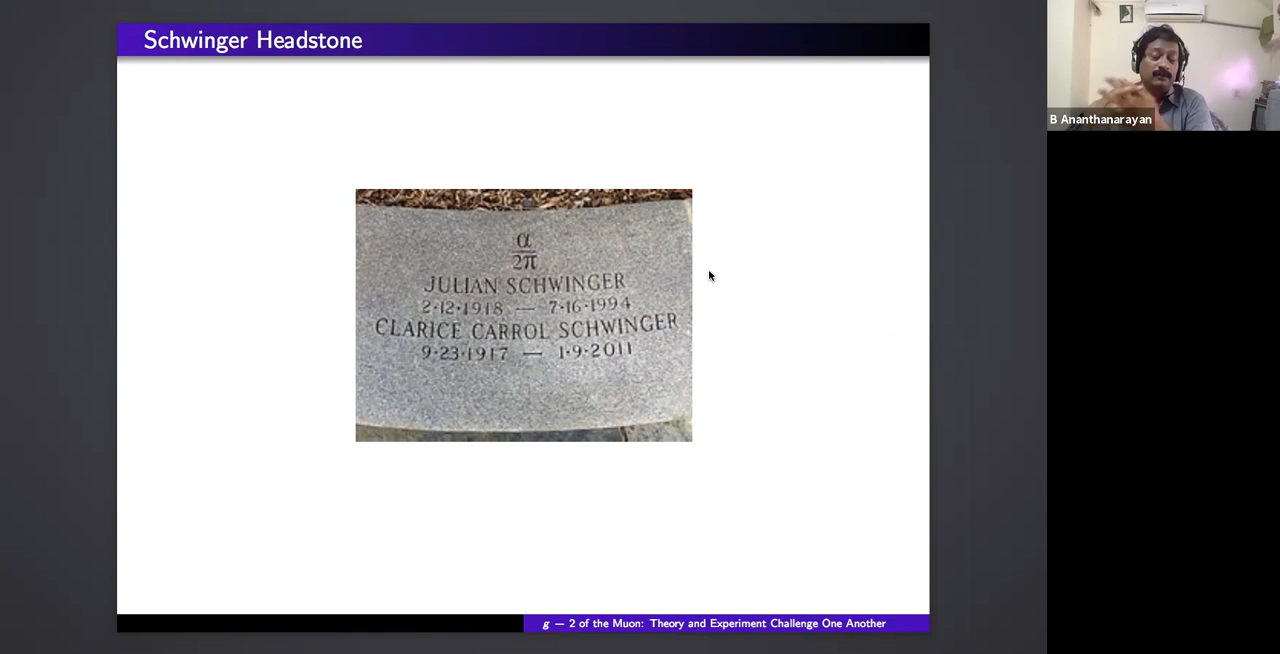 Schwinger Headstone
α
2π
JULIAN SCHWINGER
2·12·1918 — 7·16·1994
CLARICE CARROL SCHWINGER
9·23·1917 — 1·9·2011
g — 2 of the Muon: Theory and Experiment Challenge One Another
B Ananthanarayan